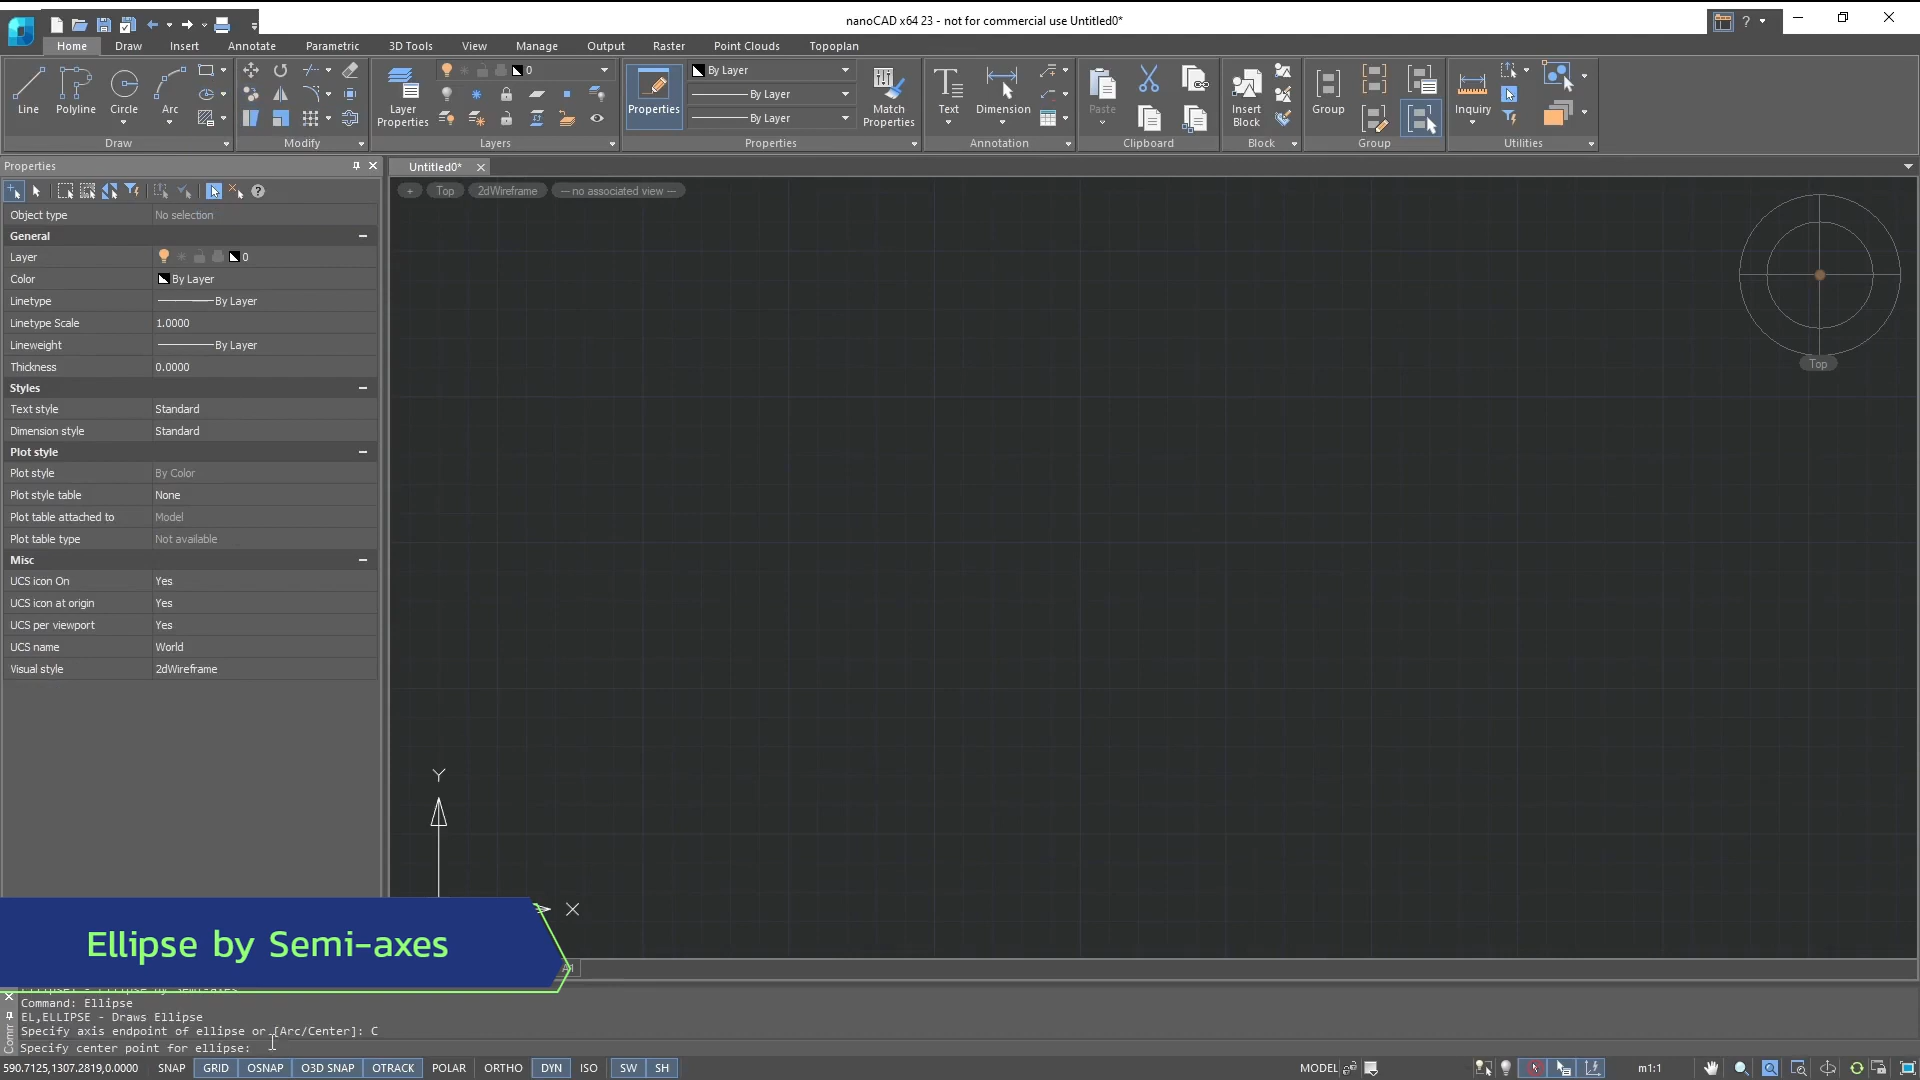 nanoCAD x64 23 - not for commercial use Untitled0*
?
Home Draw Insert Annotate Parametric 3D Tools View Manage Output Raster Point Clouds Topoplan
Line Polyline Circle Arc
Draw
Modify
Layer Properties
0
Layers
Properties
By Layer
By Layer
By Layer
Match Properties
Properties
Text Dimension
Annotation
Paste
Clipboard
Insert Block
Block
Group
Group
Inquiry
Utilities
Properties
Untitled0*
+ Top 2dWireframe --- no associated view ---
Object type No selection
General
Layer 0
Color By Layer
Linetype By Layer
Linetype Scale 1.0000
Lineweight By Layer
Thickness 0.0000
Styles
Text style Standard
Dimension style Standard
Plot style
Plot style By Color
Plot style table None
Plot table attached to Model
Plot table type Not available
Misc
UCS icon On Yes
UCS icon at origin Yes
UCS per viewport Yes
UCS name World
Visual style 2dWireframe
Top
Y
X
Ellipse by Semi-axes
Command: Ellipse
EL,ELLIPSE - Draws Ellipse
Specify axis endpoint of ellipse or [Arc/Center]: C
Specify center point for ellipse:
590.7125,1307.2819,0.0000 SNAP GRID OSNAP O3D SNAP OTRACK POLAR ORTHO DYN ISO SW SH MODEL m1:1